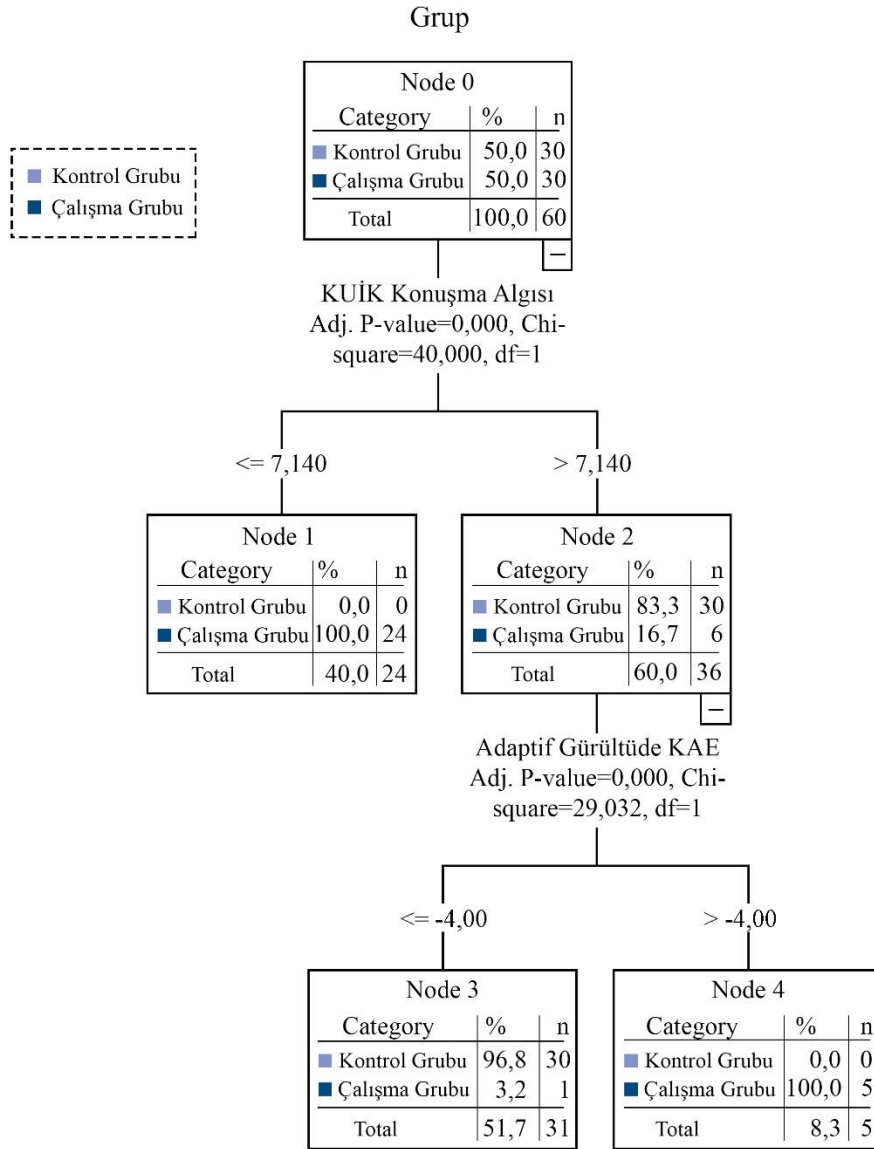 Grup
Kontrol Grubu
Çalışma Grubu
Node 0
Category % n
Kontrol Grubu 50,0 30
Çalışma Grubu 50,0 30
Total 100,0 60
KUİK Konuşma Algısı
Adj. P-value=0,000, Chi-
square=40,000, df=1
<= 7,140
> 7,140
Node 1
Category % n
Kontrol Grubu 0,0 0
Çalışma Grubu 100,0 24
Total 40,0 24
Node 2
Category % n
Kontrol Grubu 83,3 30
Çalışma Grubu 16,7 6
Total 60,0 36
Adaptif Gürültüde KAE
Adj. P-value=0,000, Chi-
square=29,032, df=1
<= -4,00
> -4,00
Node 3
Category % n
Kontrol Grubu 96,8 30
Çalışma Grubu 3,2 1
Total 51,7 31
Node 4
Category % n
Kontrol Grubu 0,0 0
Çalışma Grubu 100,0 5
Total 8,3 5